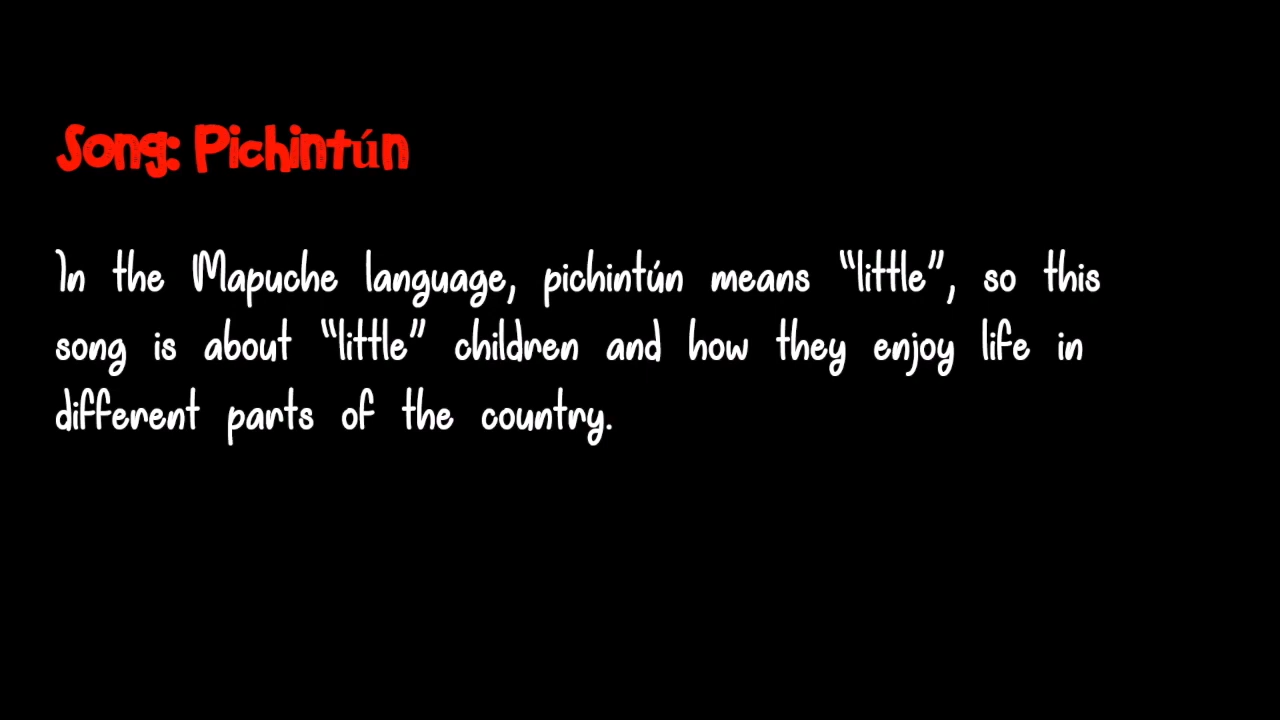 Song: Pichintún
In the Mapuche language, pichintún means “little”, so this
song is about “little” children and how they enjoy life in
different parts of the country.